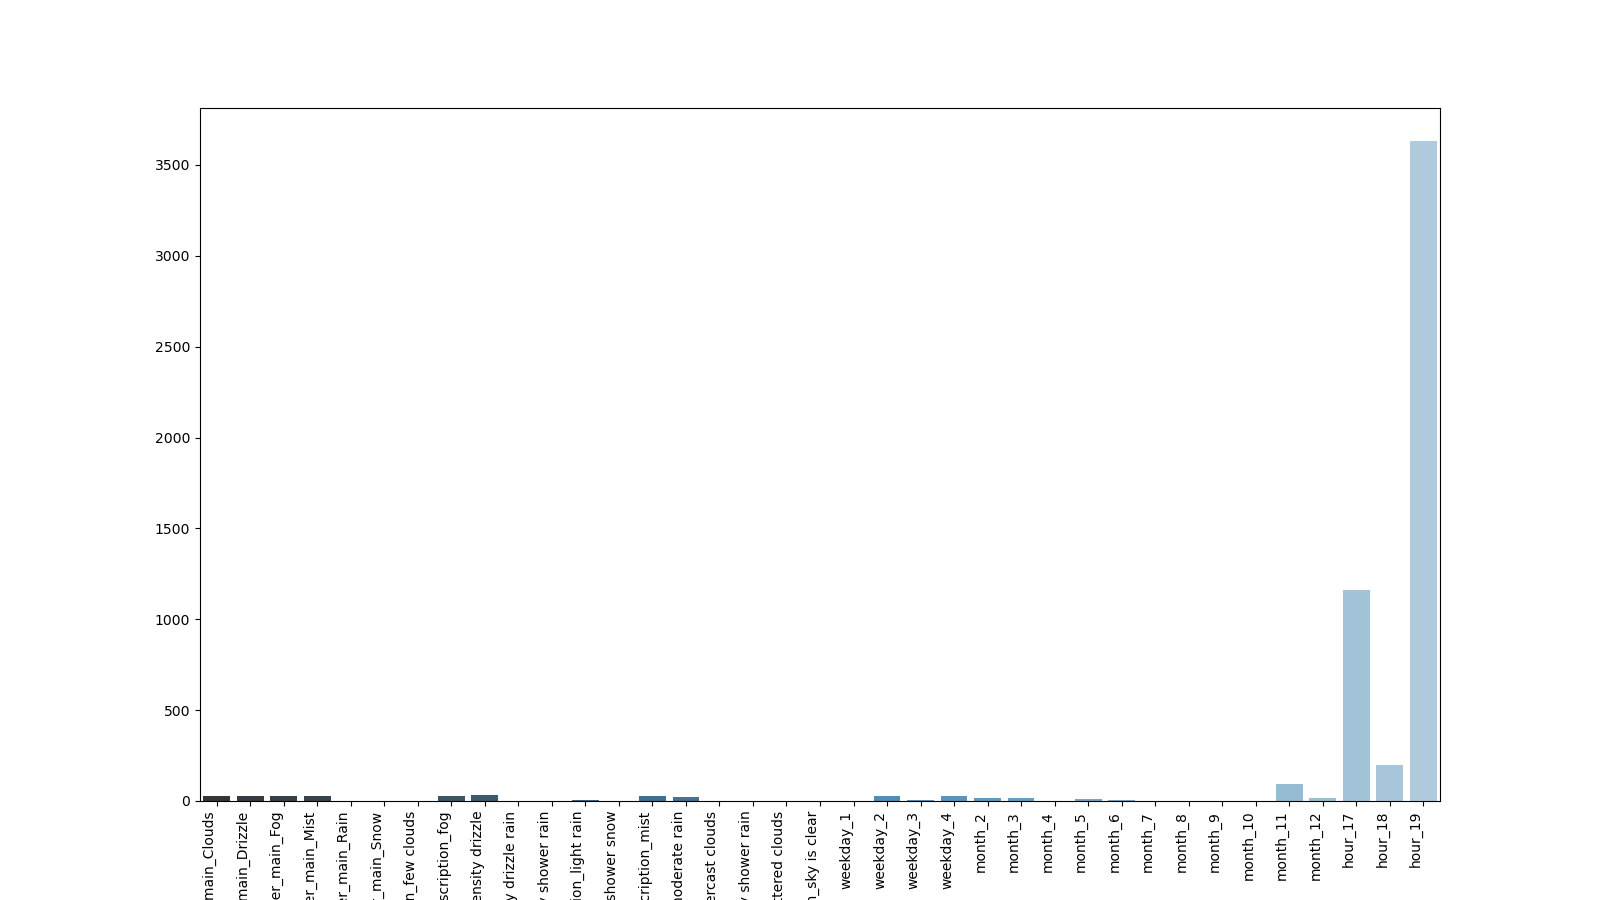 3500
3000
2500
2000
1500
1000
500
0
main_Clouds
main_Drizzle
er_main_Fog
er_main_Mist
er_main_Rain
_main_Snow
n_few clouds
scription_fog
ensity drizzle
y drizzle rain
y shower rain
ion_light rain
shower snow
cription_mist
moderate rain
ercast clouds
y shower rain
ttered clouds
n_sky is clear
weekday_1
weekday_2
weekday_3
weekday_4
month_2
month_3
month_4
month_5
month_6
month_7
month_8
month_9
month_10
month_11
month_12
hour_17
hour_18
hour_19